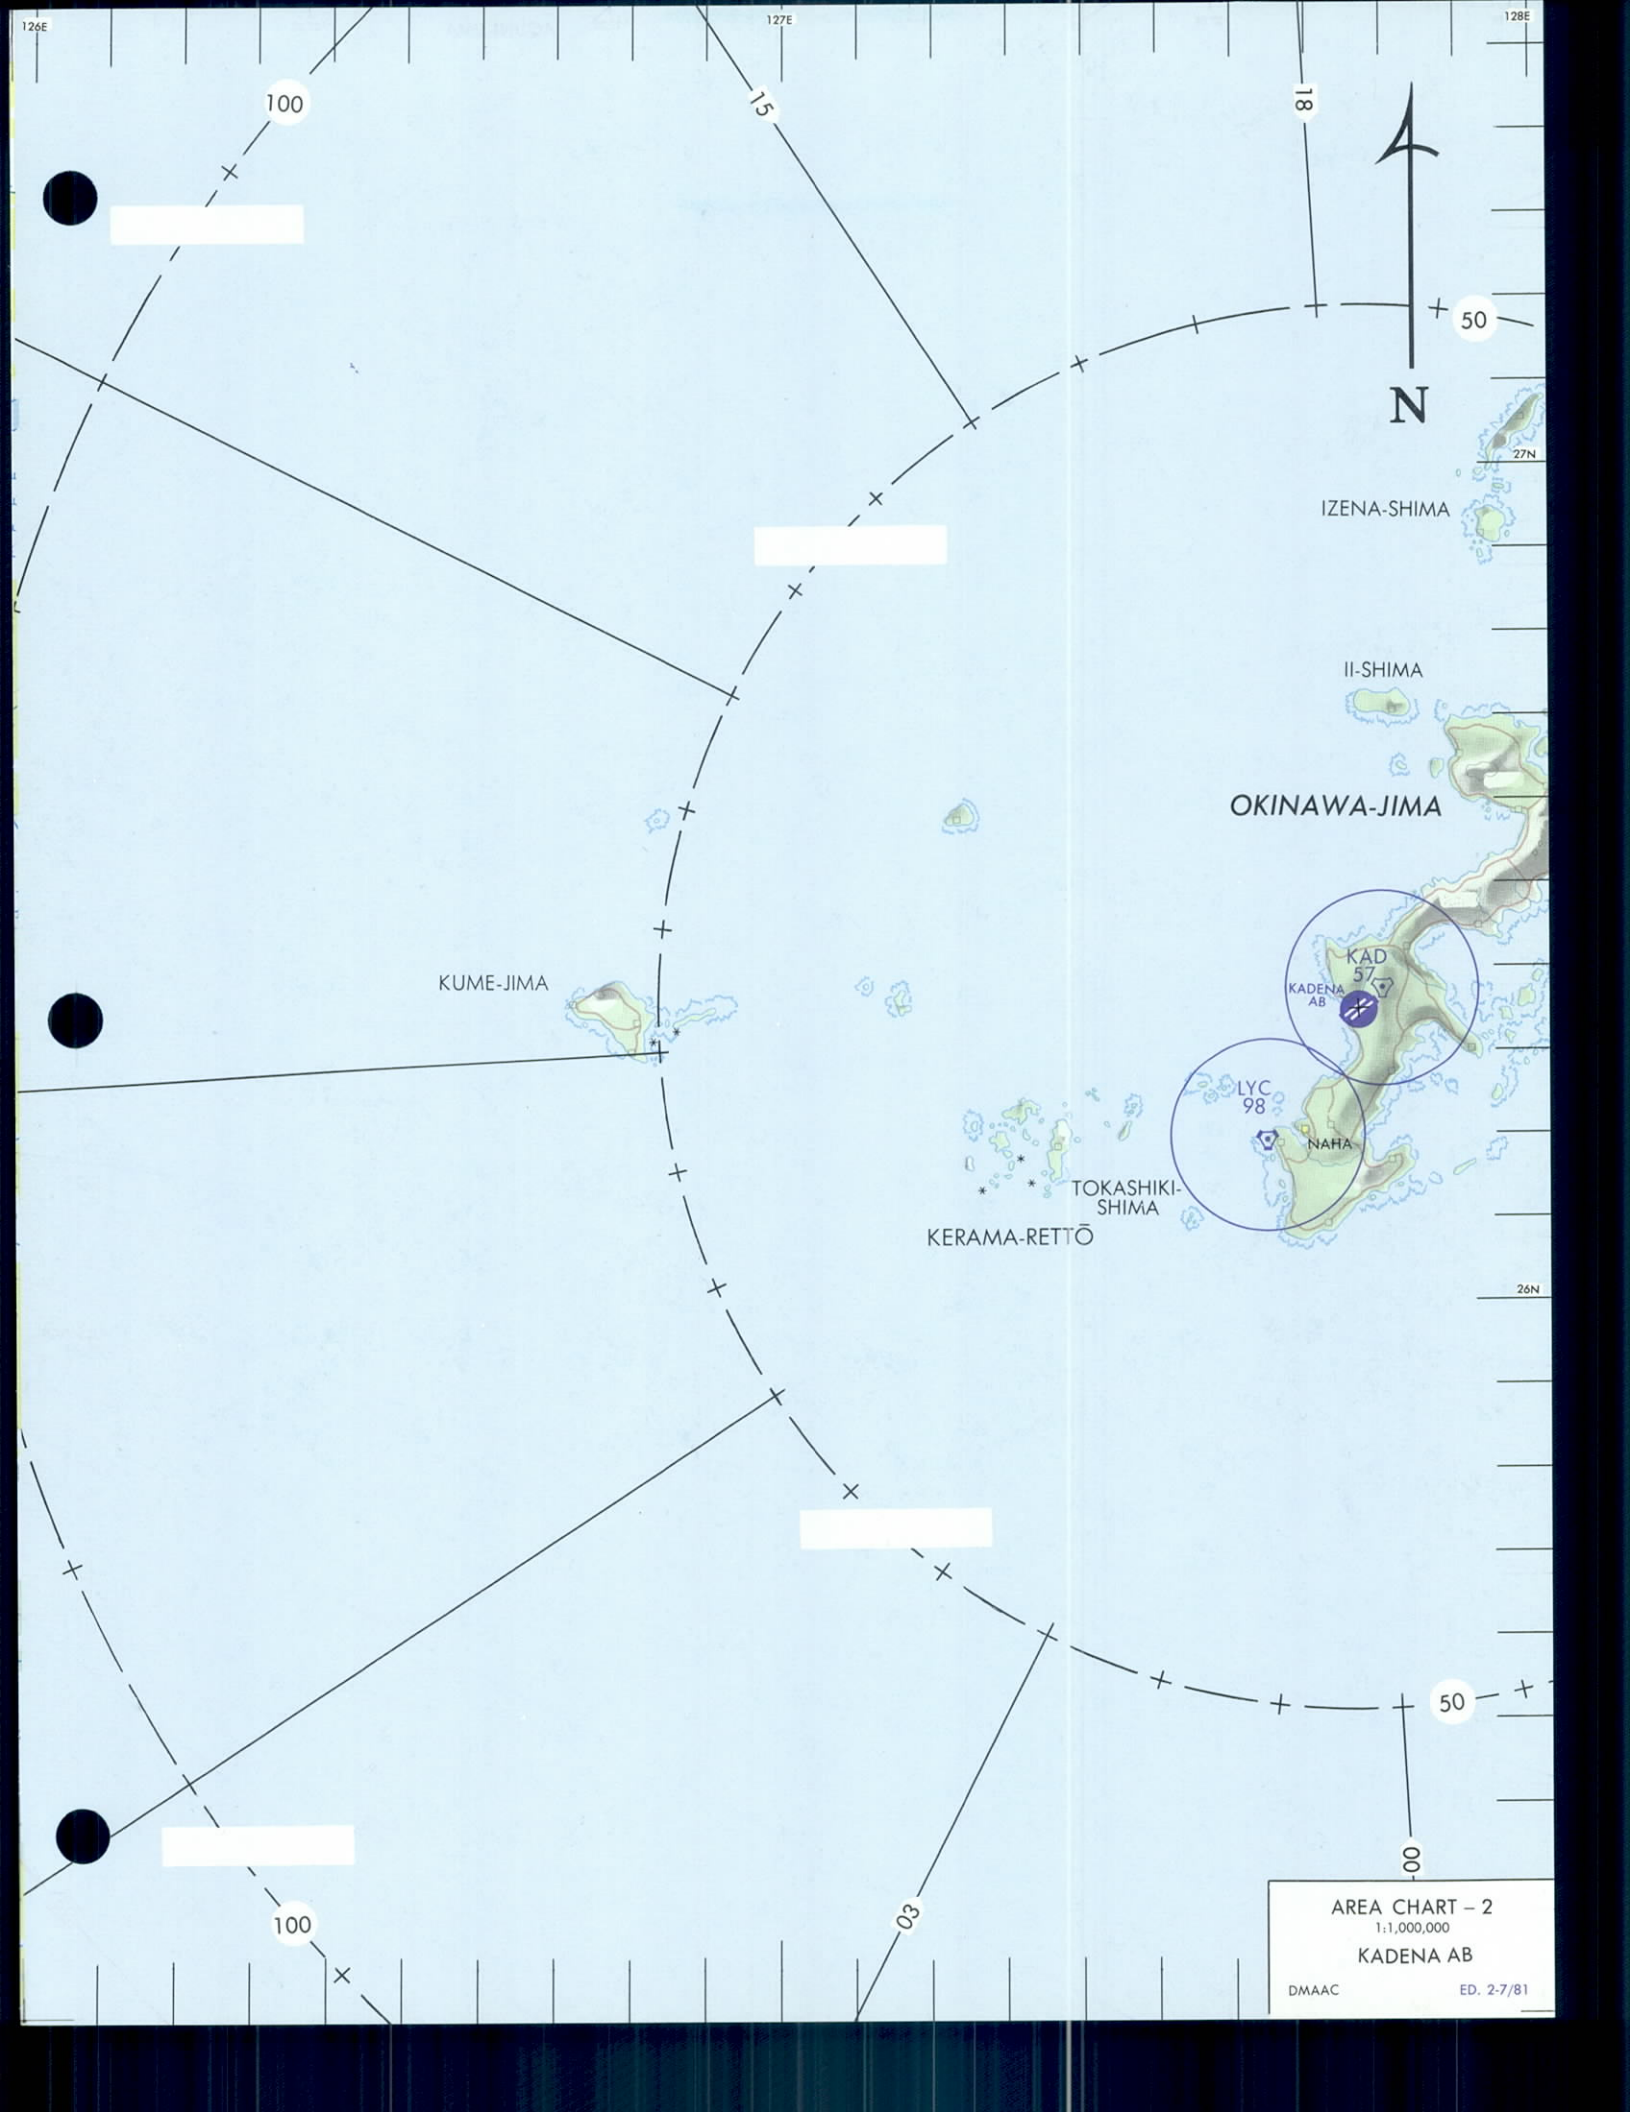 126E
127E
128E
100
15
18
50
N
27N
IZENA-SHIMA
II-SHIMA
OKINAWA-JIMA
KAD
57
KADENA
AB
KUME-JIMA
LYC
98
NAHA
TOKASHIKI-
SHIMA
KERAMA-RETTŌ
26N
50
00
03
100
AREA CHART – 2
1:1,000,000
KADENA AB
DMAAC
ED. 2-7/81